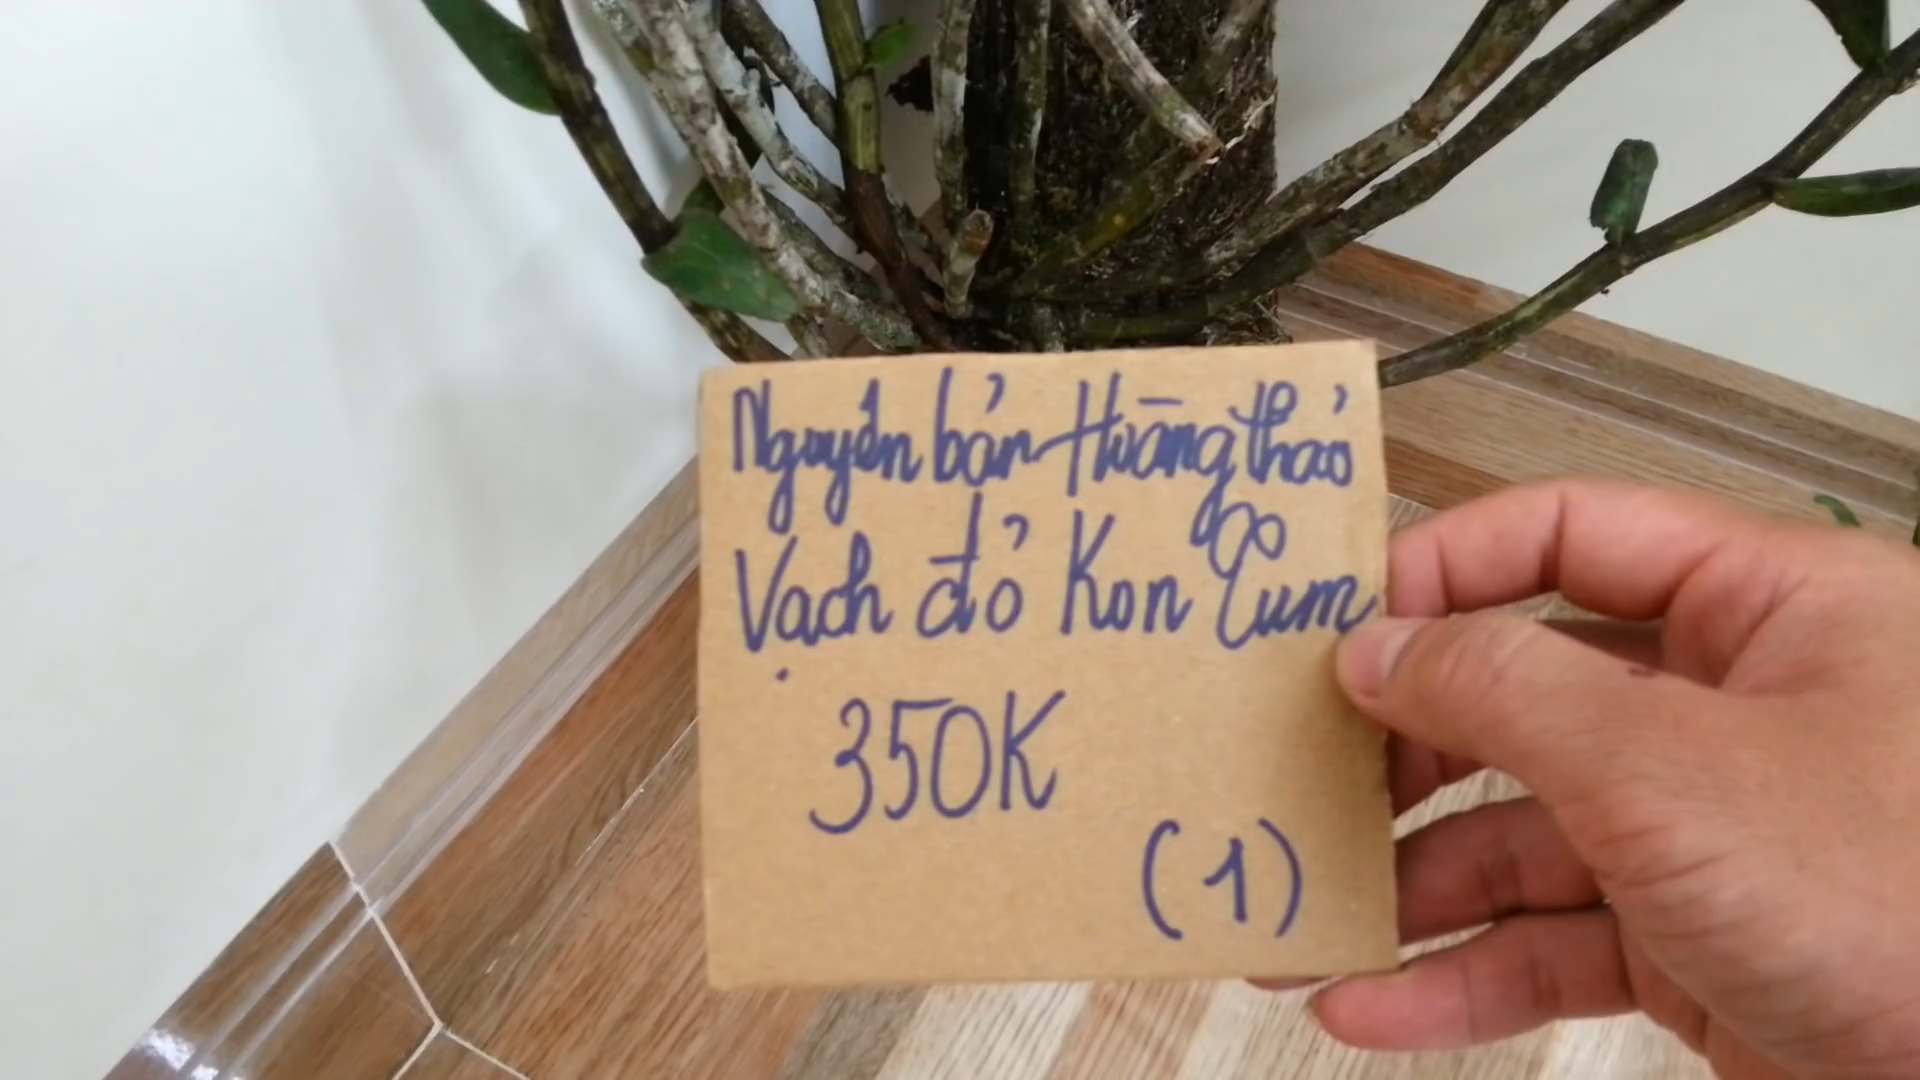 Nguyên bản Hoàng thảo
Vạch đỏ Kon Tum
350K
(1)